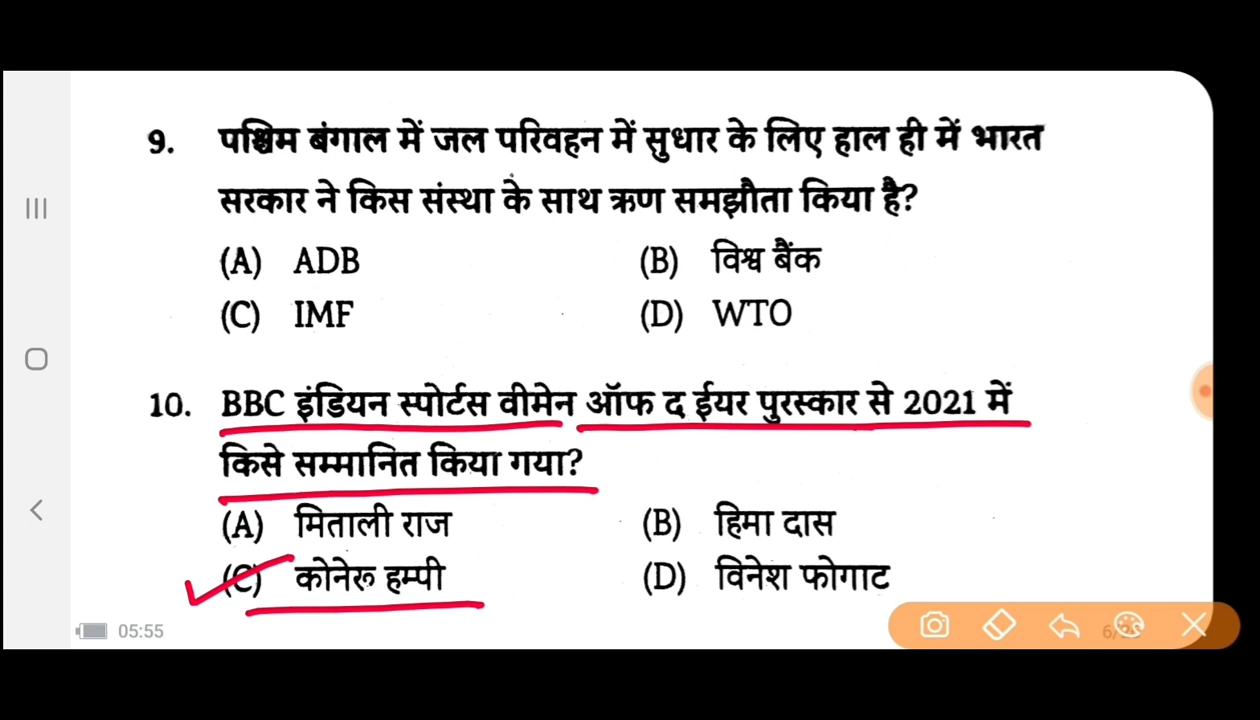 9. पश्चिम बंगाल में जल परिवहन में सुधार के लिए हाल ही में भारत
सरकार ने किस संस्था के साथ ऋण समझौता किया है?
(A) ADB (B) विश्व बैंक
(C) IMF (D) WTO
10. BBC इंडियन स्पोर्टस वीमेन ऑफ द ईयर पुरस्कार से 2021 में
किसे सम्मानित किया गया?
(A) मिताली राज (B) हिमा दास
(C) कोनेरू हम्पी (D) विनेश फोगाट
05:55